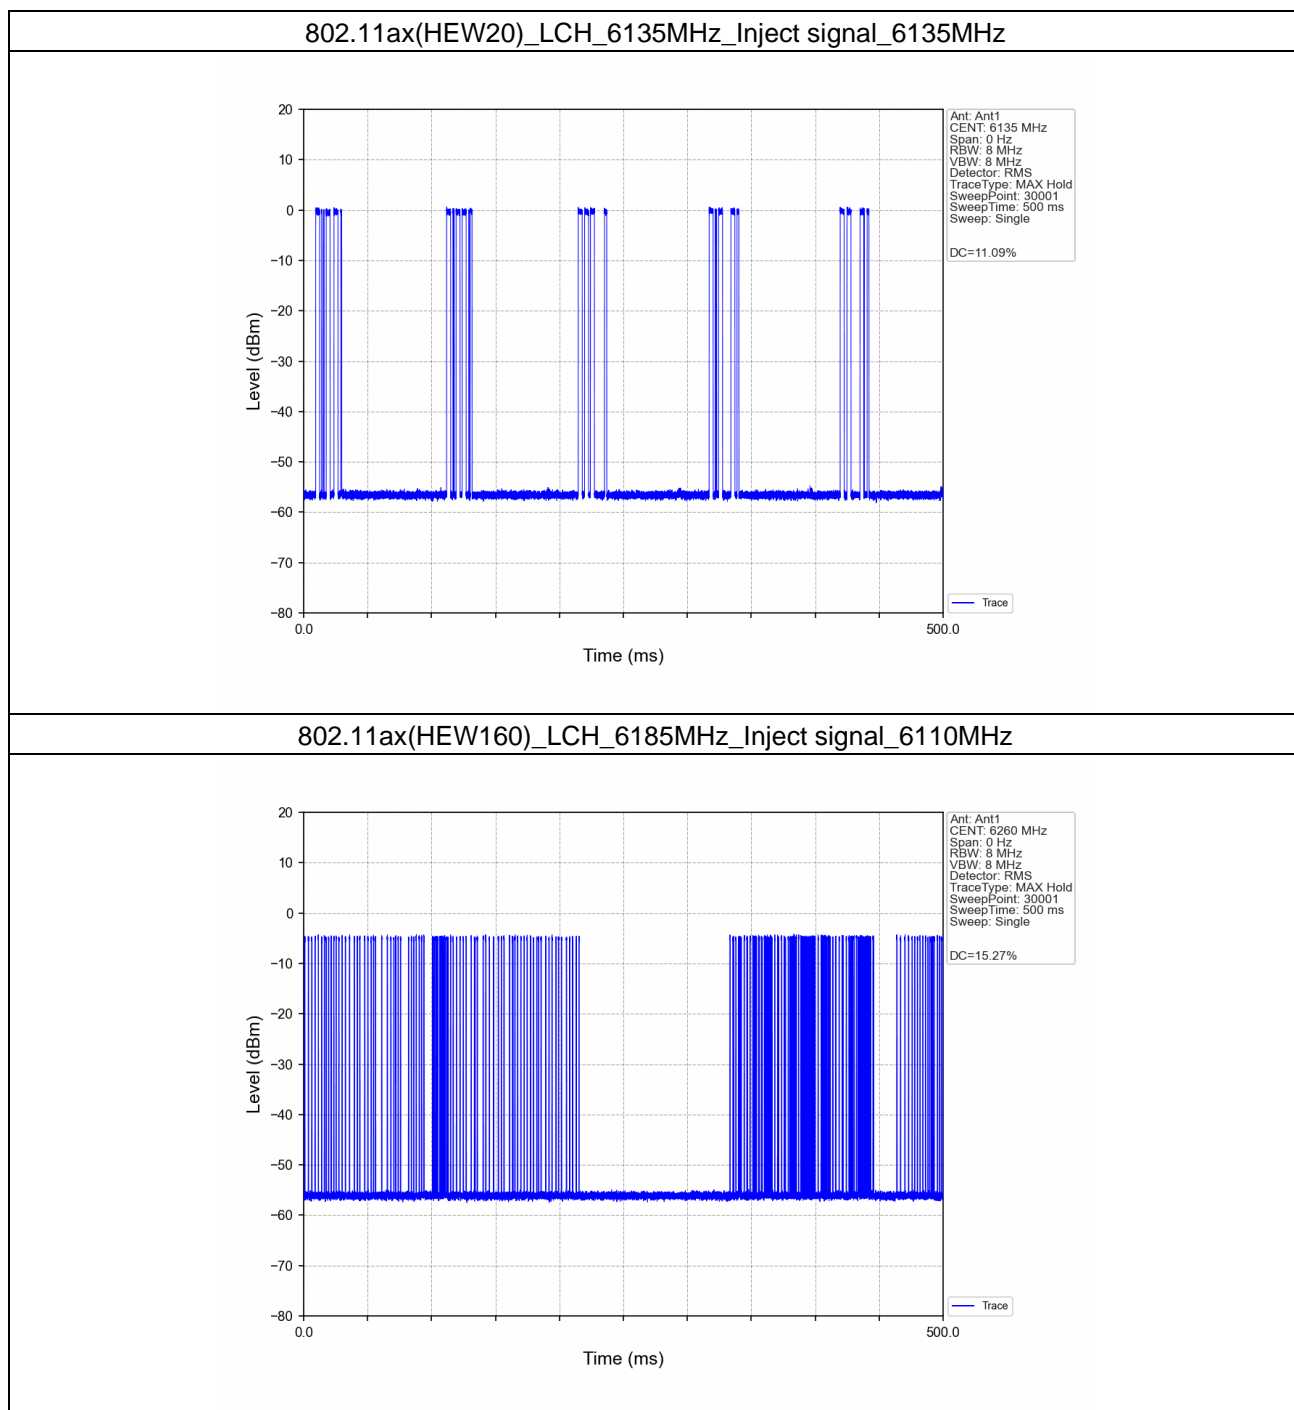 802.11ax(HEW20)_LCH_6135MHz_Inject signal_6135MHz
20
10
0
−10
−20
−30
−40
−50
−60
−70
−80
Level (dBm)
0.0
500.0
Time (ms)
Ant: Ant1
CENT: 6135 MHz
Span: 0 Hz
RBW: 8 MHz
VBW: 8 MHz
Detector: RMS
TraceType: MAX Hold
SweepPoint: 30001
SweepTime: 500 ms
Sweep: Single
DC=11.09%
Trace
802.11ax(HEW160)_LCH_6185MHz_Inject signal_6110MHz
20
10
0
−10
−20
−30
−40
−50
−60
−70
−80
Level (dBm)
0.0
500.0
Time (ms)
Ant: Ant1
CENT: 6260 MHz
Span: 0 Hz
RBW: 8 MHz
VBW: 8 MHz
Detector: RMS
TraceType: MAX Hold
SweepPoint: 30001
SweepTime: 500 ms
Sweep: Single
DC=15.27%
Trace